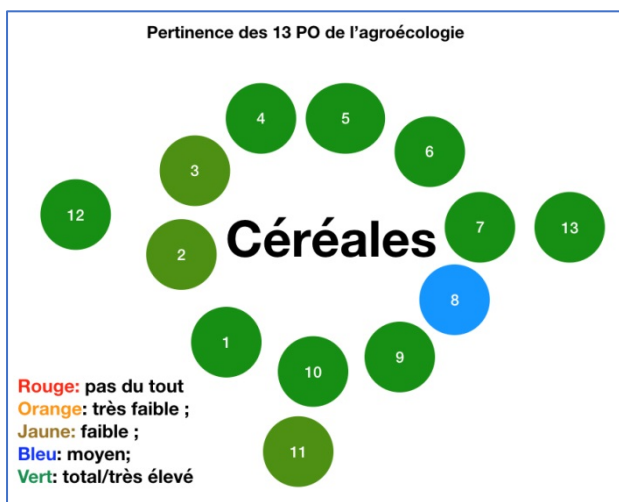 Pertinence des 13 PO de l'agroécologie
4
5
6
3
12
7
13
2
Céréales
8
1
9
10
11
Rouge: pas du tout
Orange: très faible ;
Jaune: faible ;
Bleu: moyen;
Vert: total/très élevé